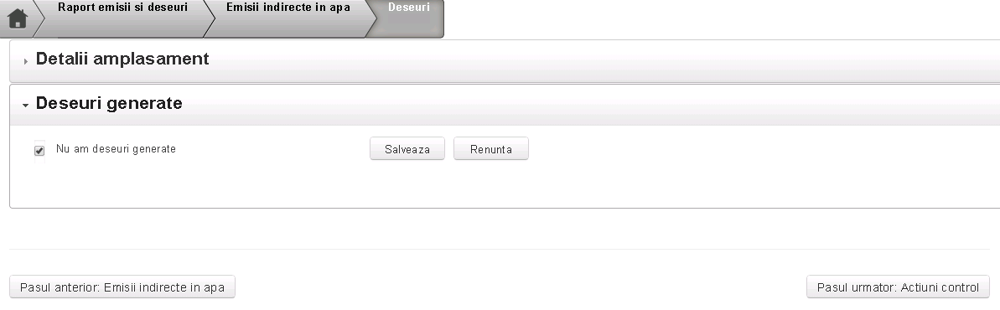 Raport emisii si deseuri
Emisii indirecte in apa
Deseuri
Detalii amplasament
Deseuri generate
Nu am deseuri generate
Salveaza
Renunta
Pasul anterior: Emisii indirecte in apa
Pasul urmator: Actiuni control